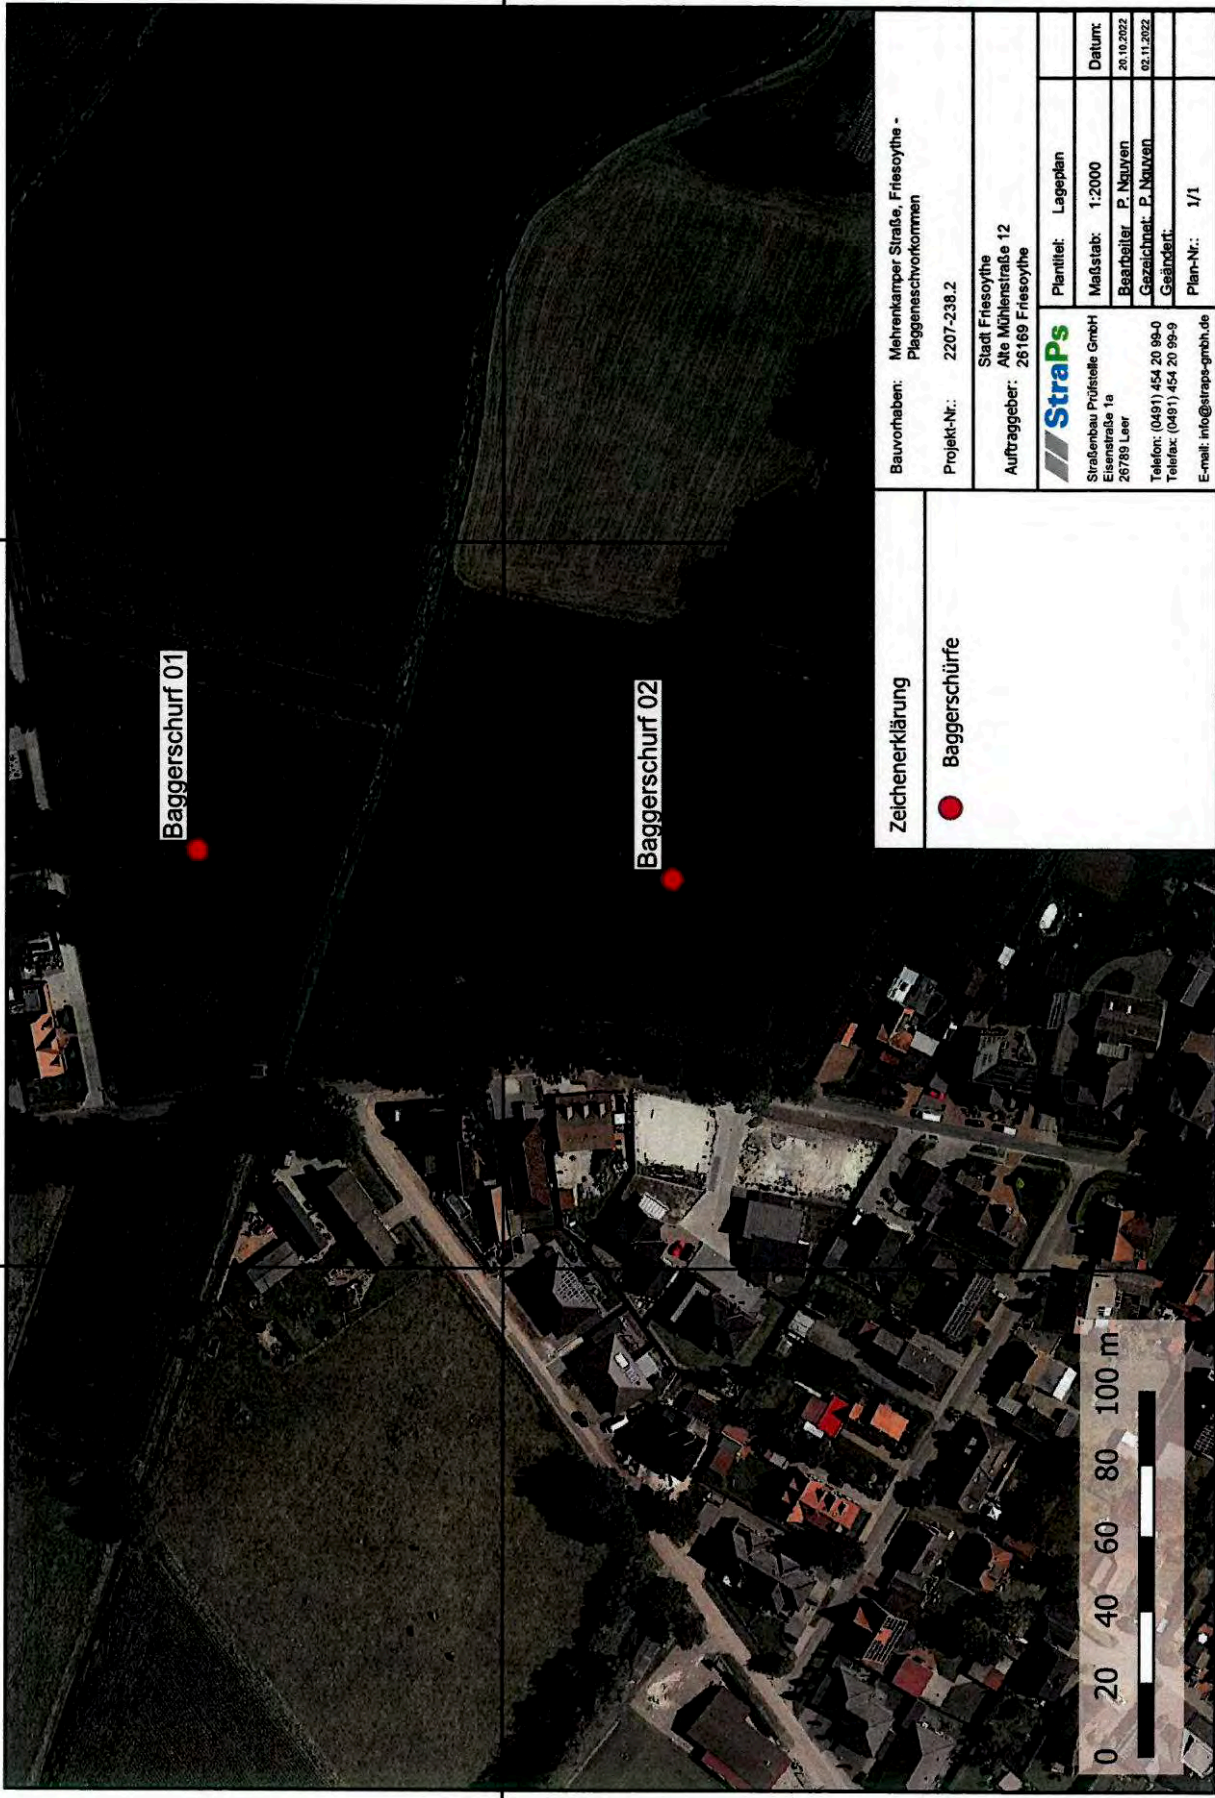 Baggerschurf 01
Baggerschurf 02
0 20 40 60 80 100 m
Zeichenerklärung
Baggerschürfe
Bauvorhaben: Mehrenkamper Straße, Friesoythe -
Plaggeneschvorkommen
Projekt-Nr.: 2207-238.2
Stadt Friesoythe
Auftraggeber: Alte Mühlenstraße 12
26169 Friesoythe
StraPs
Straßenbau Prüfstelle GmbH
Eisenstraße 1a
26789 Leer
Telefon: (0491) 454 20 99-0
Telefax: (0491) 454 20 99-9
E-mail: info@straps-gmbh.de
Plantitel: Lageplan
Maßstab: 1:2000 Datum:
Bearbeiter P. Nguyen 20.10.2022
Gezeichnet: P. Nguyen 02.11.2022
Geändert:
Plan-Nr.: 1/1